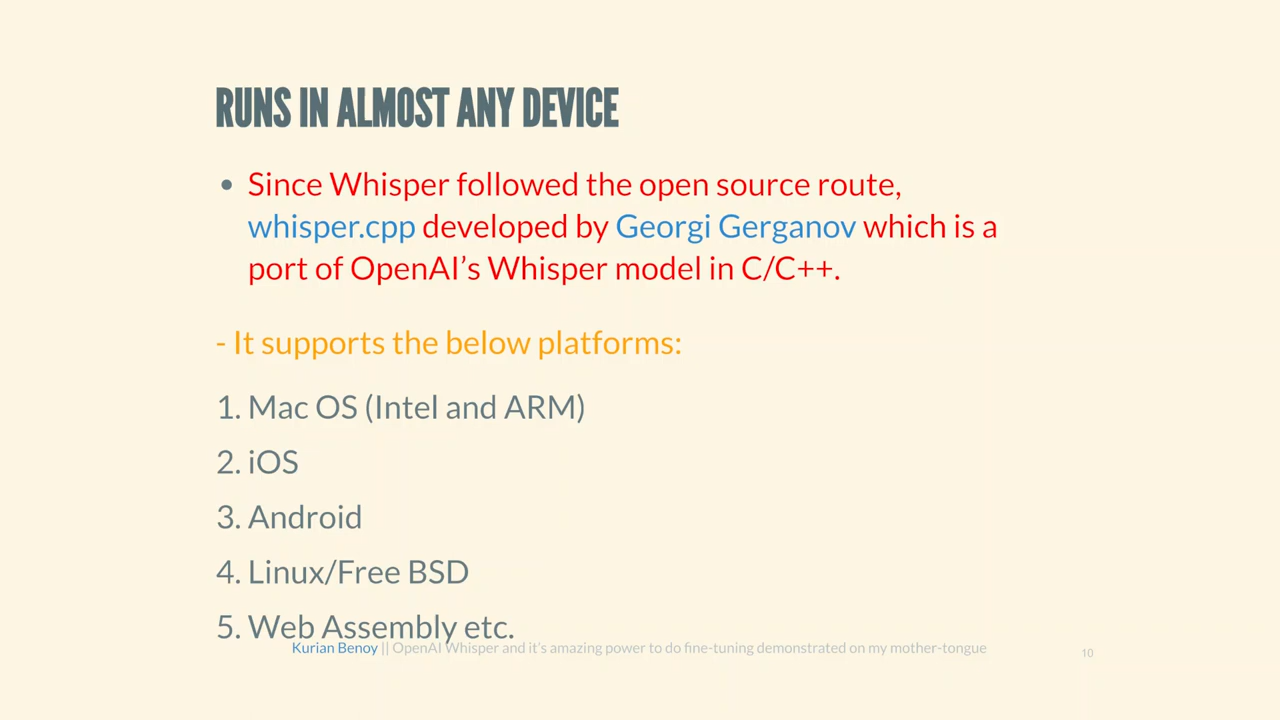 RUNS IN ALMOST ANY DEVICE
• Since Whisper followed the open source route,
whisper.cpp developed by Georgi Gerganov which is a
port of OpenAI’s Whisper model in C/C++.
- It supports the below platforms:
1. Mac OS (Intel and ARM)
2. iOS
3. Android
4. Linux/Free BSD
5. Web Assembly etc.
Kurian Benoy || OpenAI Whisper and it’s amazing power to do fine-tuning demonstrated on my mother-tongue
10